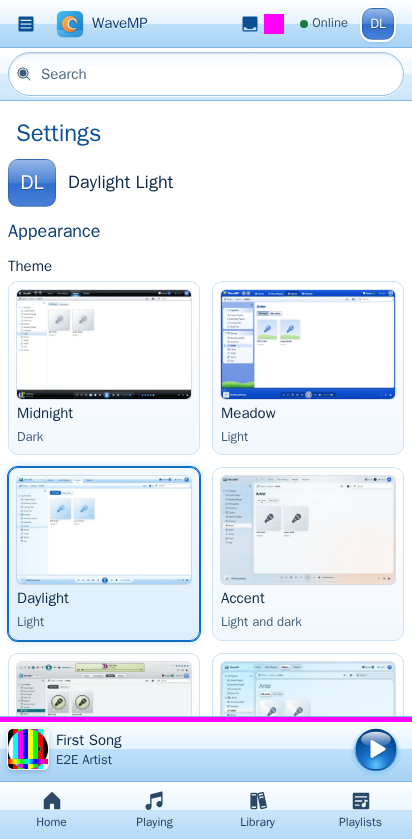 WaveMP
Online
DL
Search
Settings
DL
Daylight Light
Appearance
Theme
Midnight
Dark
Meadow
Light
Daylight
Light
Accent
Light and dark
First Song
E2E Artist
Home
Playing
Library
Playlists